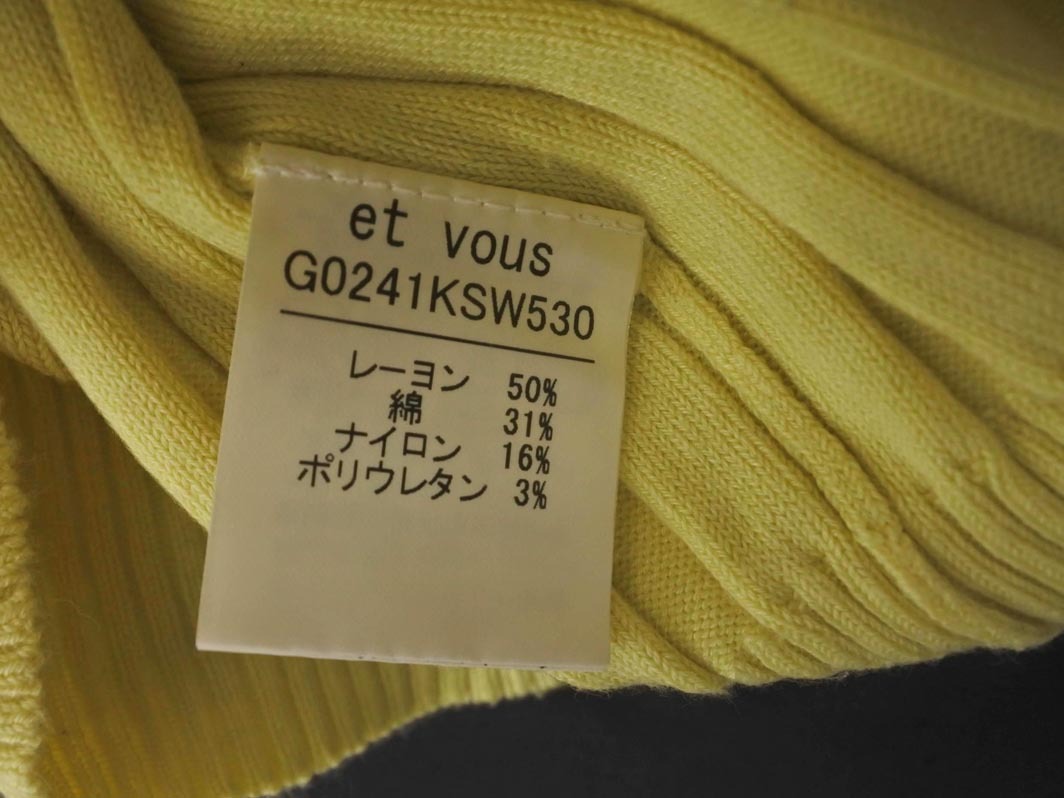 et vous
G0241KSW530
レーヨン 50%
綿 31%
ナイロン 16%
ポリウレタン 3%